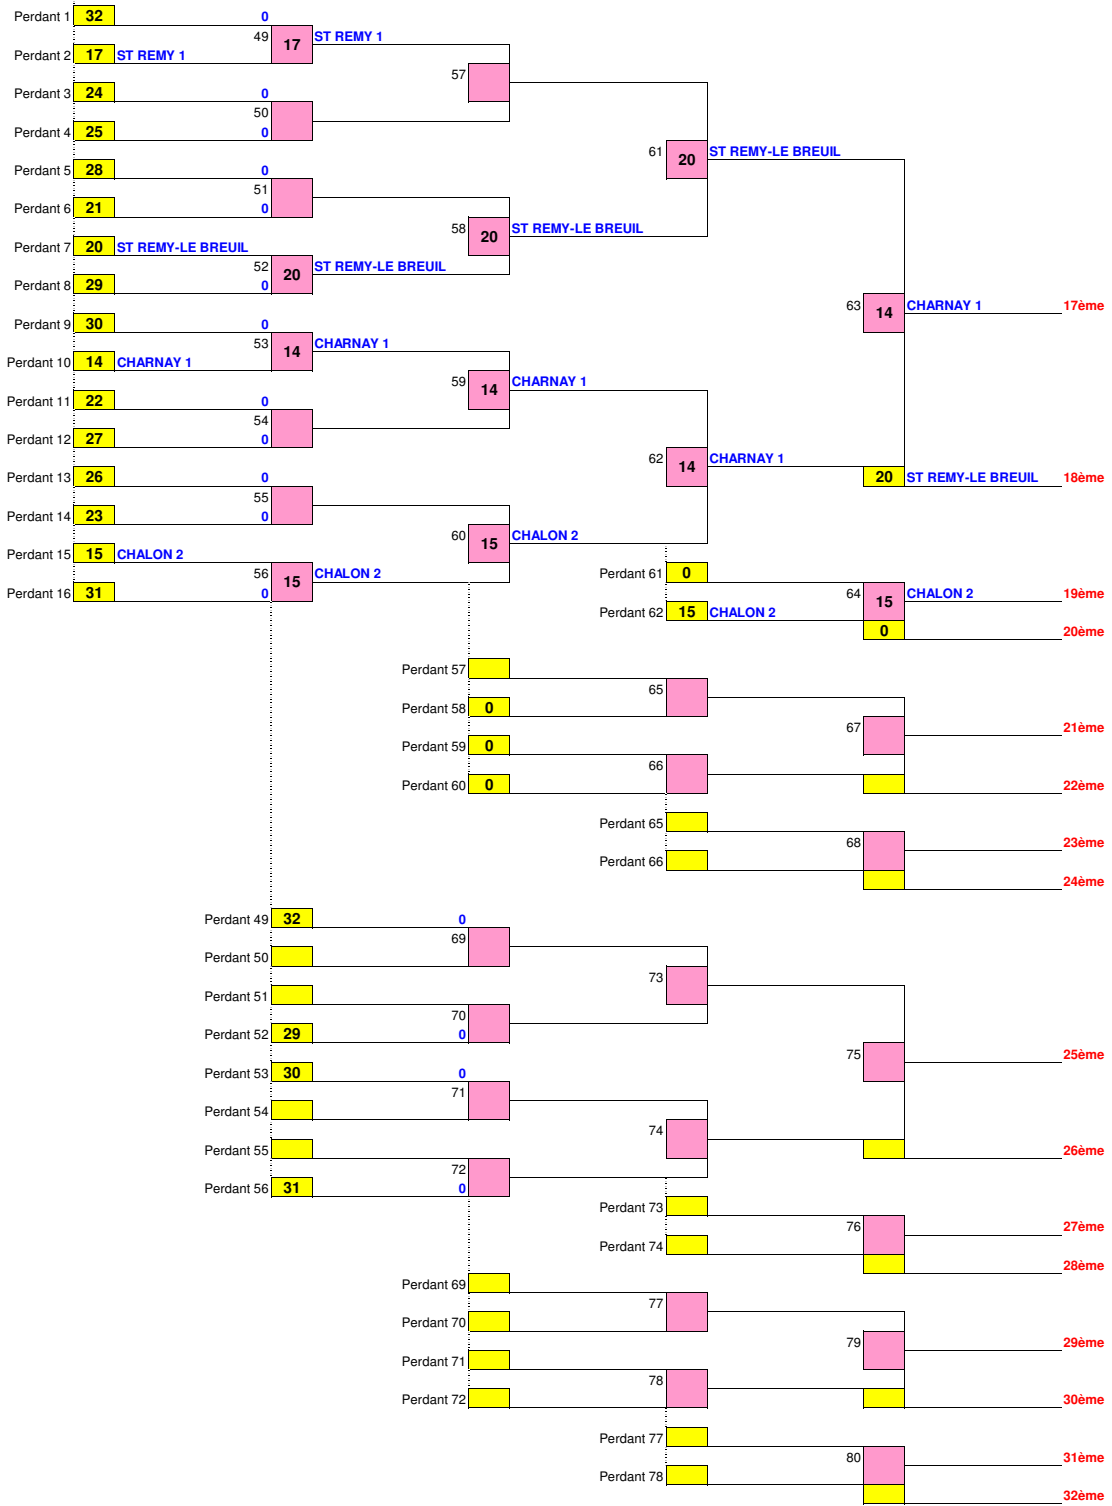 Perdant 1 32 0
49 17 ST REMY 1
Perdant 2 17 ST REMY 1
57
Perdant 3 24 0
50
Perdant 4 25 0
61 20 ST REMY-LE BREUIL
Perdant 5 28 0
51
Perdant 6 21 0
58 20 ST REMY-LE BREUIL
Perdant 7 20 ST REMY-LE BREUIL
52 20 ST REMY-LE BREUIL
Perdant 8 29 0
63 14 CHARNAY 1 17ème
Perdant 9 30 0
53 14 CHARNAY 1
Perdant 10 14 CHARNAY 1
59 14 CHARNAY 1
Perdant 11 22 0
54
Perdant 12 27 0
62 14 CHARNAY 1
Perdant 13 26 0
20 ST REMY-LE BREUIL 18ème
55
Perdant 14 23 0
60 15 CHALON 2
Perdant 15 15 CHALON 2
56 15 CHALON 2
Perdant 61 0
Perdant 16 31 0
64 15 CHALON 2 19ème
Perdant 62 15 CHALON 2
0 20ème
Perdant 57
65
Perdant 58 0
67 21ème
Perdant 59 0
66
Perdant 60 0
22ème
Perdant 65
68 23ème
Perdant 66
24ème
Perdant 49 32 0
69
Perdant 50
73
Perdant 51
70
Perdant 52 29 0
75 25ème
Perdant 53 30 0
71
Perdant 54
74
Perdant 55
26ème
72
Perdant 56 31 0
Perdant 73
76 27ème
Perdant 74
28ème
Perdant 69
77
Perdant 70
79 29ème
Perdant 71
78
Perdant 72
30ème
Perdant 77
80 31ème
Perdant 78
32ème